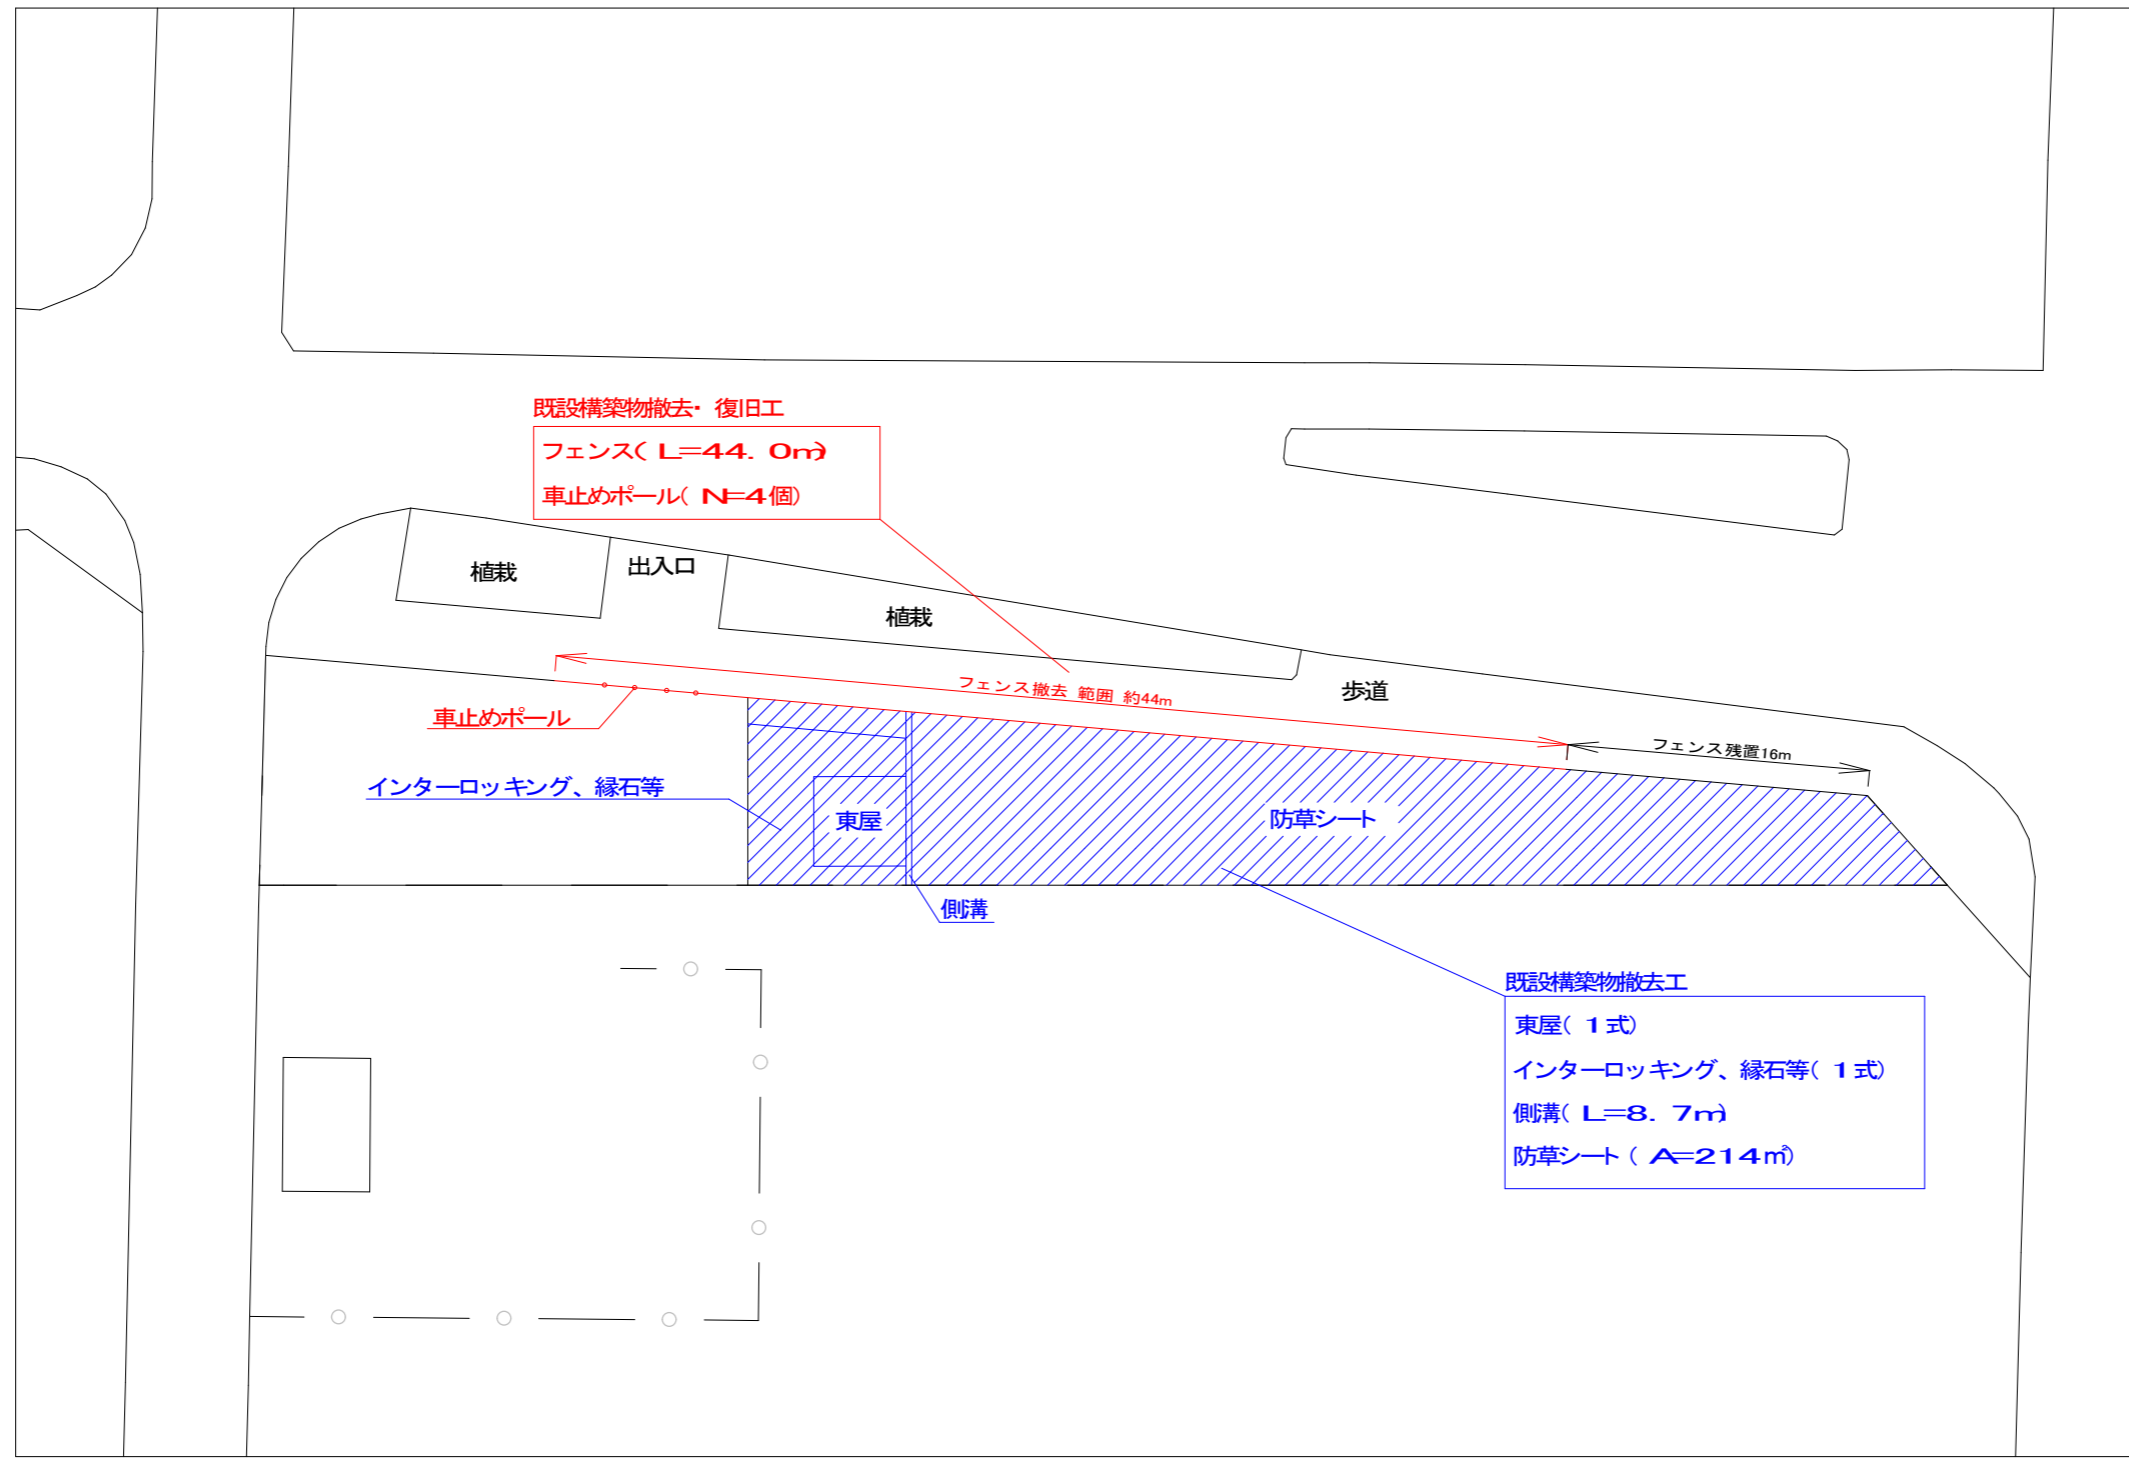 既設構築物撤去・復旧工
フェンス(L=44.0m)
車止めポール(N=4個)
植栽
出入口
植栽
フェンス撤去 範囲 約44m
歩道
車止めポール
フェンス残置16m
インターロッキング、縁石等
東屋
防草シート
側溝
既設構築物撤去工
東屋(1式)
インターロッキング、縁石等(1式)
側溝(L=8.7m)
防草シート(A=214㎡)